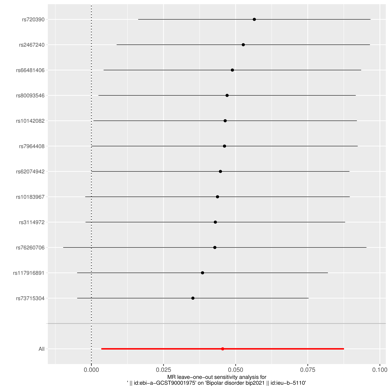 rs720390
rs2467240
rs68481406
rs80093546
rs10142082
rs7964408
rs62074942
rs10183967
rs3114972
rs76260706
rs117916891
rs73715304
All
0.000 0.025 0.050 0.075 0.100
MR leave−one−out sensitivity analysis for
' || id:ebi−a−GCST90001975' on 'Bipolar disorder bip2021 || id:ieu−b−5110'